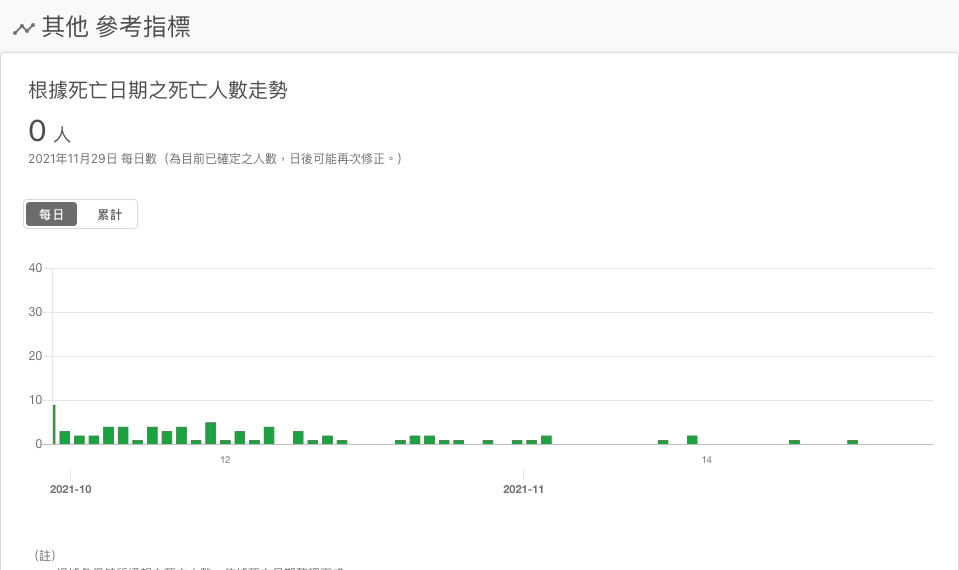 其他 參考指標
根據死亡日期之死亡人數走勢
0 人
2021年11月29日 每日數（為目前已確定之人數，日後可能再次修正。）
每日 累計
40
30
20
10
0
12 14
2021-10 2021-11
（註）